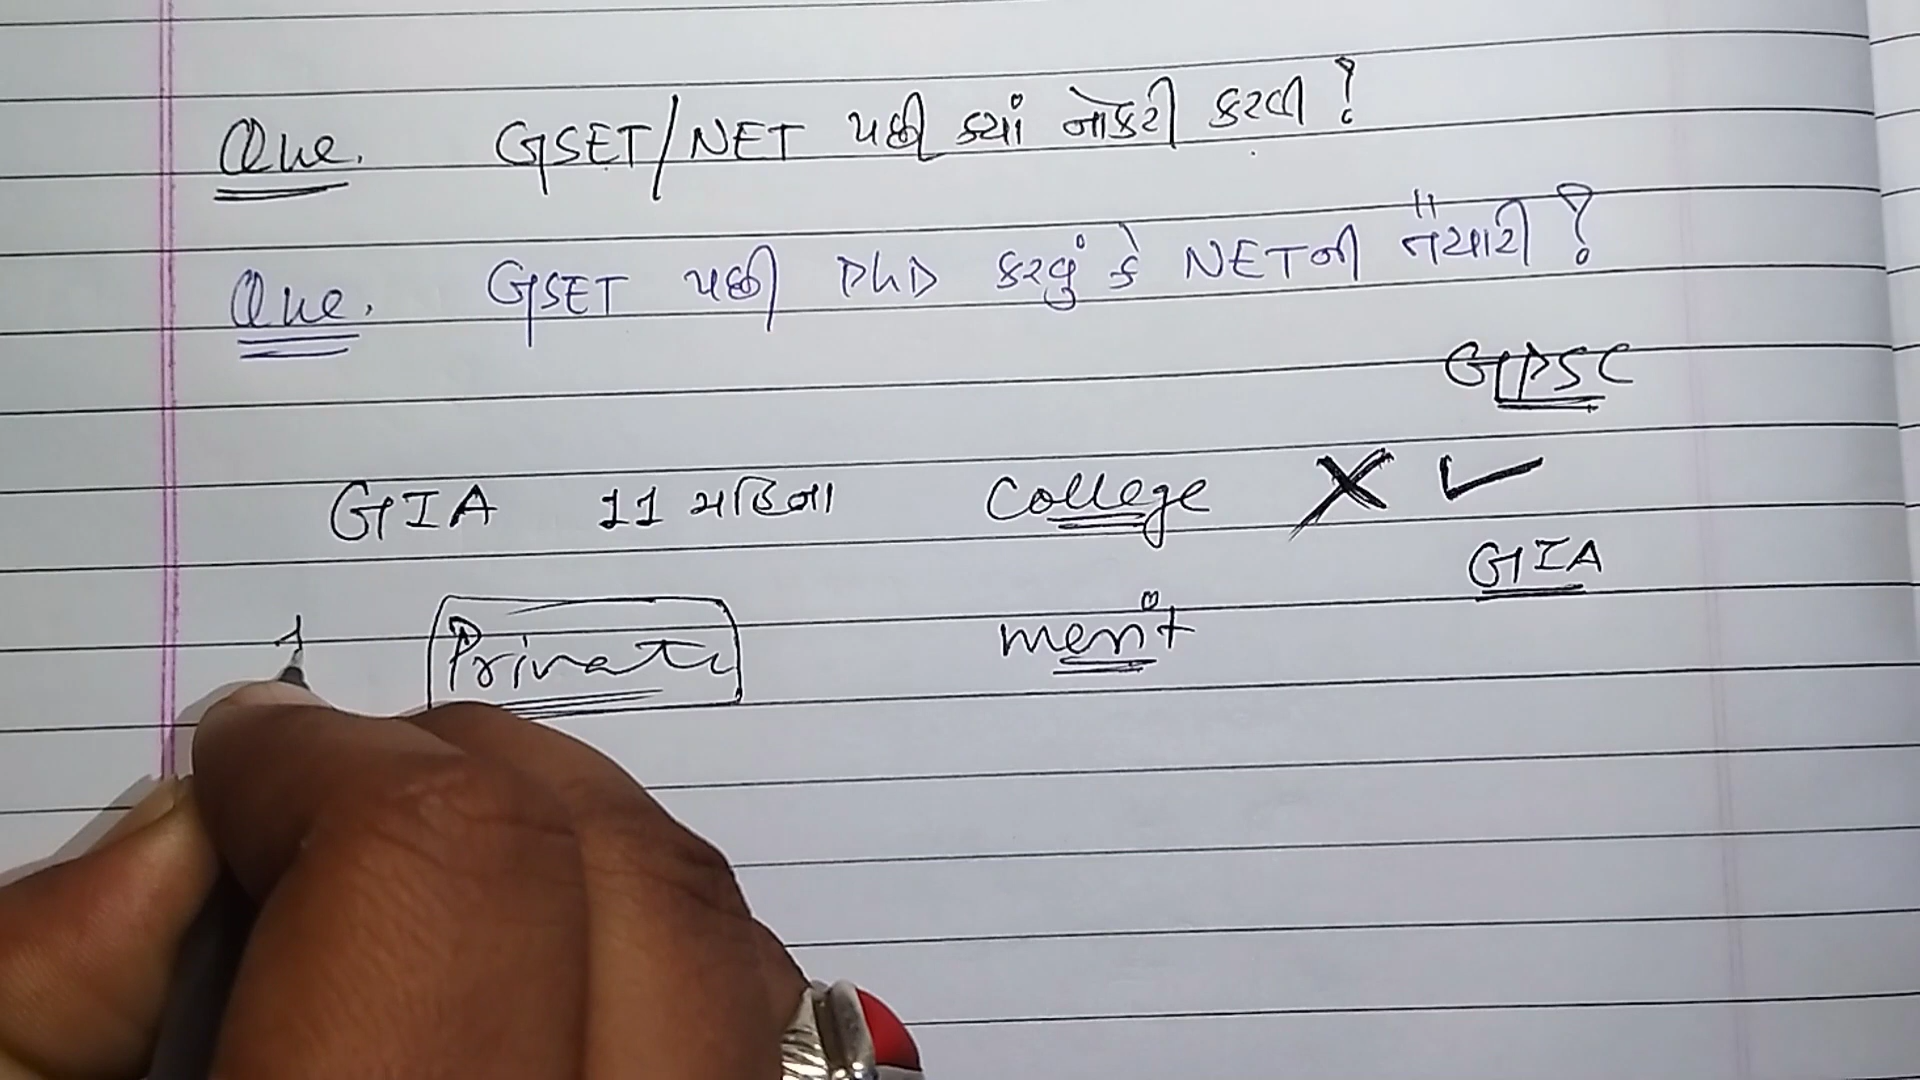 Que. GSET/NET પછી ક્યાં નોકરી કરવી ?
Que. GSET પછી PhD કરવું કે NETની તૈયારી ?
GPSC
GIA 11 મહિના College X ✓
GIA
1 Private ment